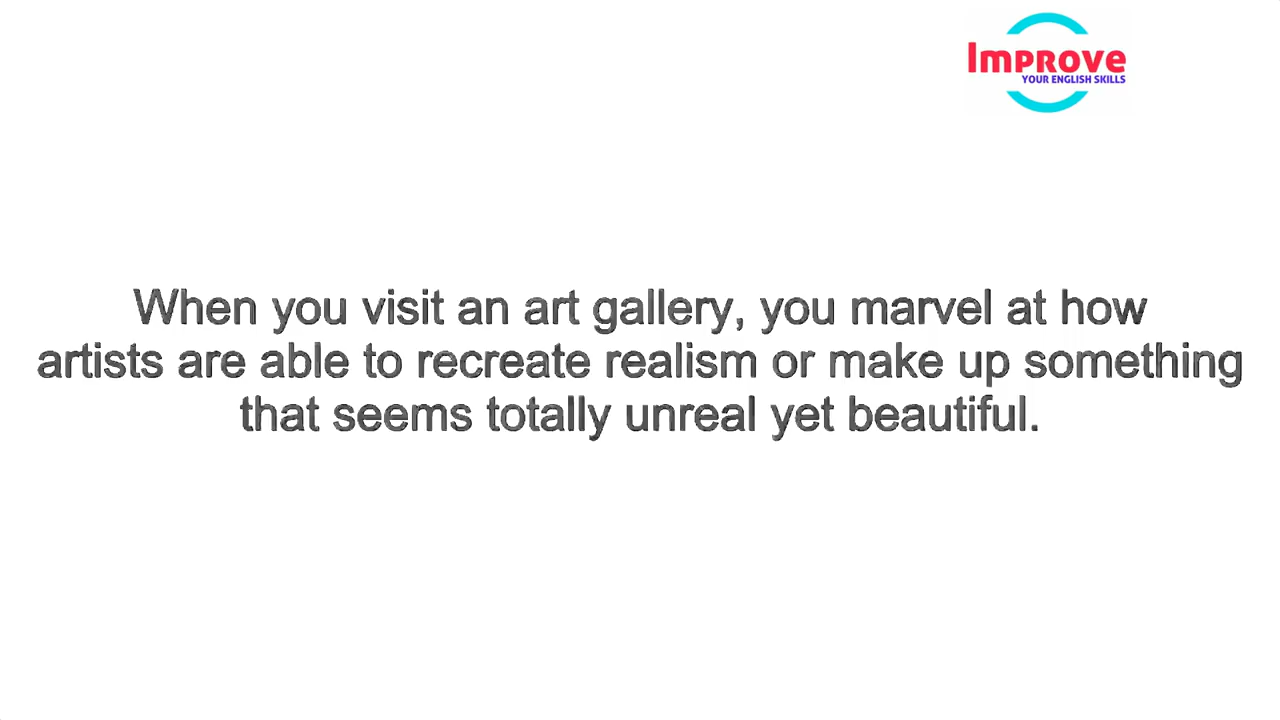 Improve
YOUR ENGLISH SKILLS
When you visit an art gallery, you marvel at how
artists are able to recreate realism or make up something
that seems totally unreal yet beautiful.